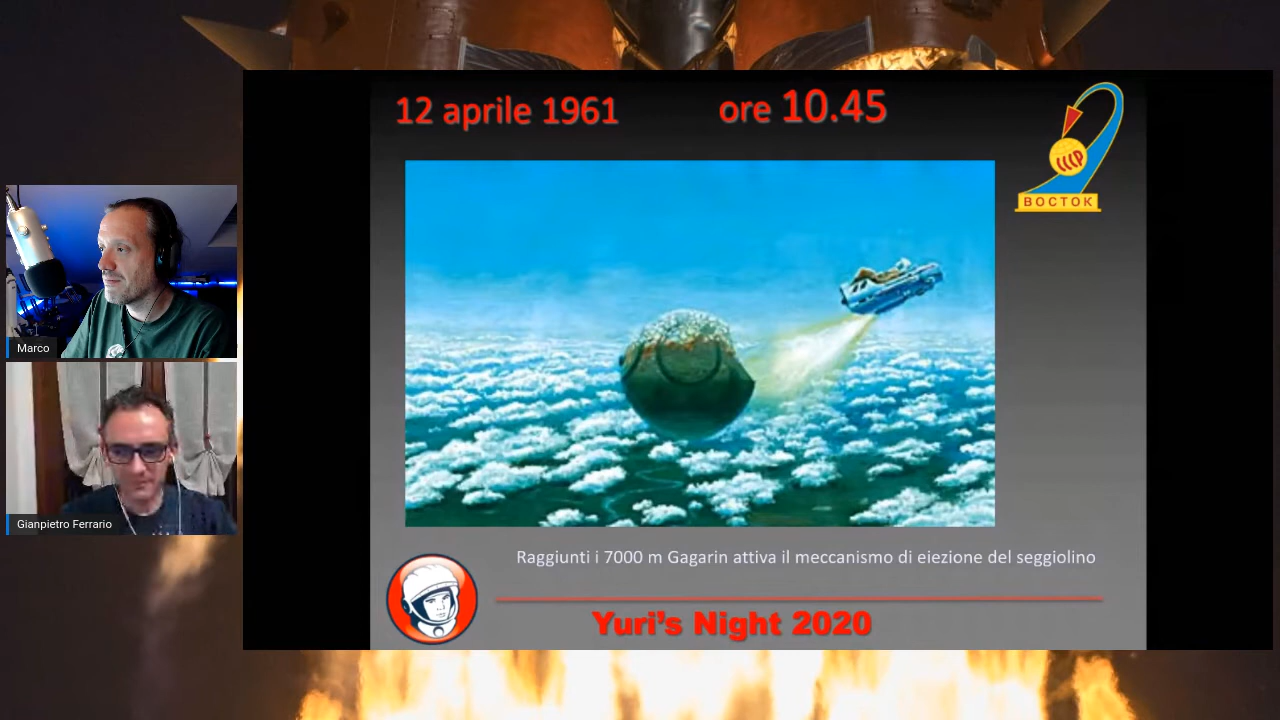 12 aprile 1961
ore 10.45
СССР
ВОСТОК
Marco
Gianpietro Ferrario
Raggiunti i 7000 m Gagarin attiva il meccanismo di eiezione del seggiolino
Yuri's Night 2020